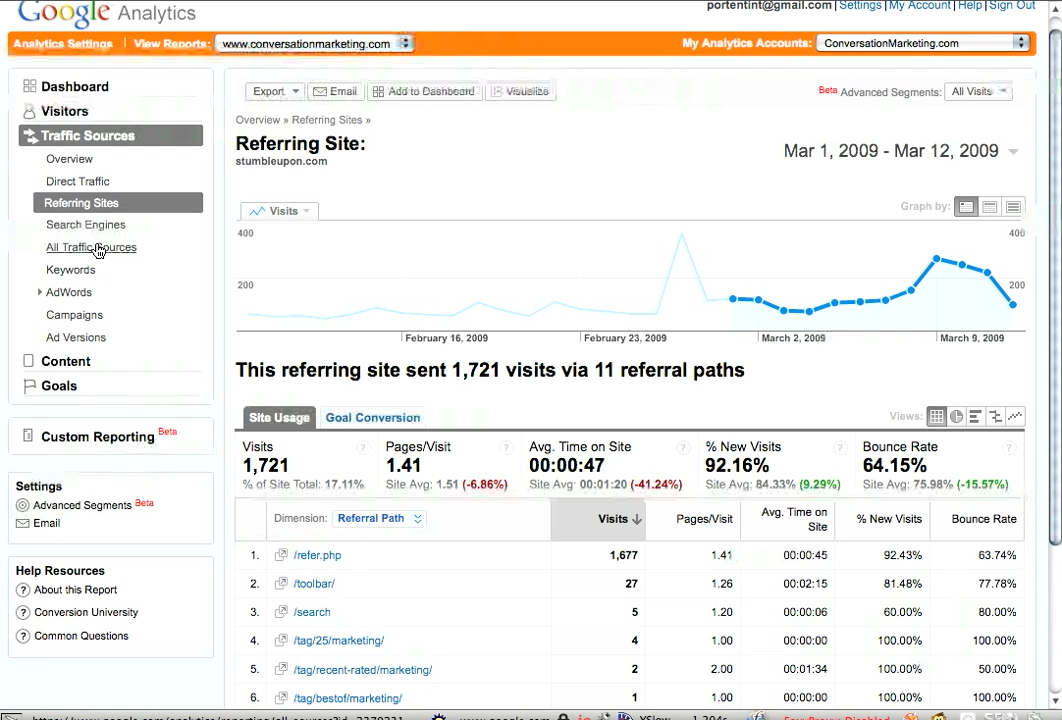 Google Analytics
portentint@gmail.com | Settings | My Account | Help | Sign Out
Analytics Settings | View Reports: www.conversationmarketing.com My Analytics Accounts: ConversationMarketing.com
Dashboard
Visitors
Traffic Sources
Overview
Direct Traffic
Referring Sites
Search Engines
All Traffic Sources
Keywords
AdWords
Campaigns
Ad Versions
Content
Goals
Custom Reporting Beta
Settings
Advanced Segments Beta
Email
Help Resources
? About this Report
? Conversion University
? Common Questions
Export Email Add to Dashboard Visualize
Beta Advanced Segments: All Visits
Overview » Referring Sites »
Referring Site:
stumbleupon.com
Mar 1, 2009 - Mar 12, 2009
Visits
Graph by:
400 400
200 200
February 16, 2009 February 23, 2009 March 2, 2009 March 9, 2009
This referring site sent 1,721 visits via 11 referral paths
Site Usage Goal Conversion Views:
Visits ? Pages/Visit ? Avg. Time on Site ? % New Visits ? Bounce Rate ?
1,721 1.41 00:00:47 92.16% 64.15%
% of Site Total: 17.11% Site Avg: 1.51 (-6.86%) Site Avg: 00:01:20 (-41.24%) Site Avg: 84.33% (9.29%) Site Avg: 75.98% (-15.57%)
Dimension: Referral Path Visits Pages/Visit Avg. Time on Site % New Visits Bounce Rate
1. /refer.php 1,677 1.41 00:00:45 92.43% 63.74%
2. /toolbar/ 27 1.26 00:02:15 81.48% 77.78%
3. /search 5 1.20 00:00:06 60.00% 80.00%
4. /tag/25/marketing/ 4 1.00 00:00:00 100.00% 100.00%
5. /tag/recent-rated/marketing/ 2 2.00 00:01:34 100.00% 50.00%
6. /tag/bestof/marketing/ 1 1.00 00:00:00 100.00% 100.00%
www.google.com YSlow 1.204s